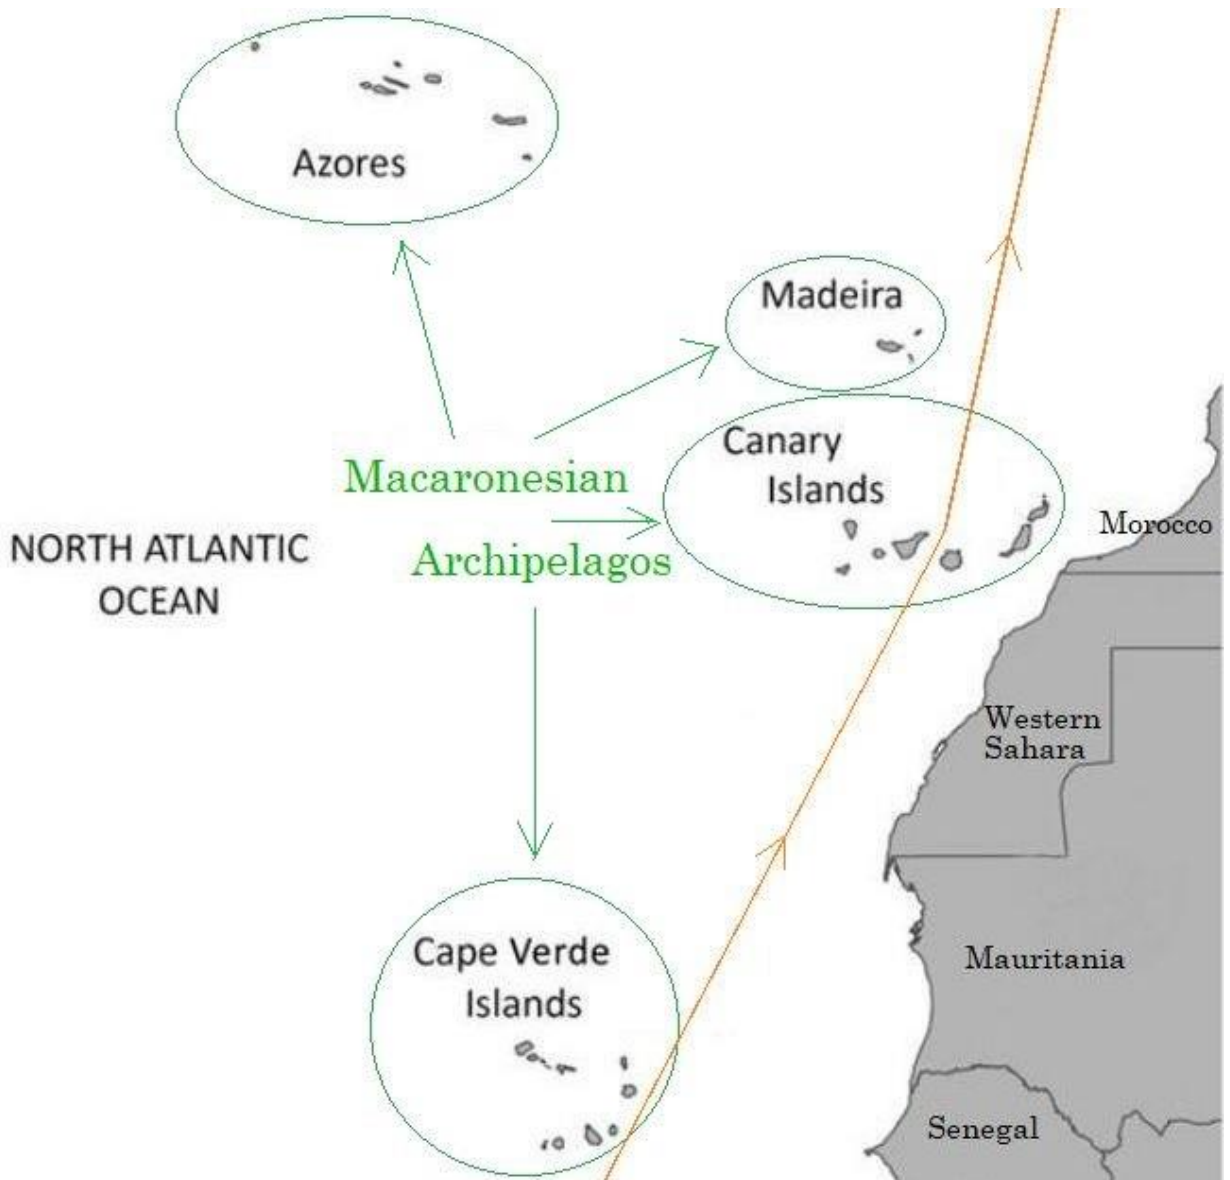 Azores
Madeira
Canary
Islands
Macaronesian
Archipelagos
NORTH ATLANTIC
OCEAN
Morocco
Western
Sahara
Cape Verde
Islands
Mauritania
Senegal